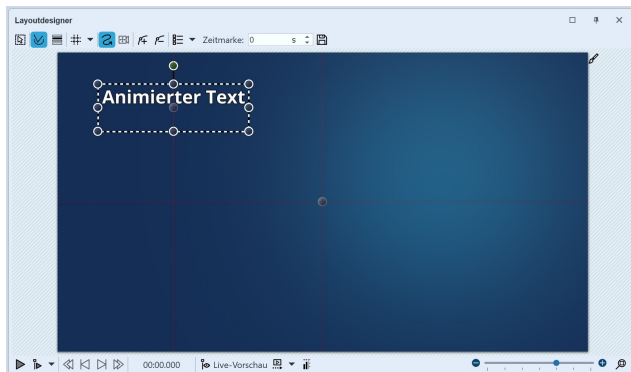 Layoutdesigner
Zeitmarke: 0 s
Animierter Text
00:00.000 Live-Vorschau